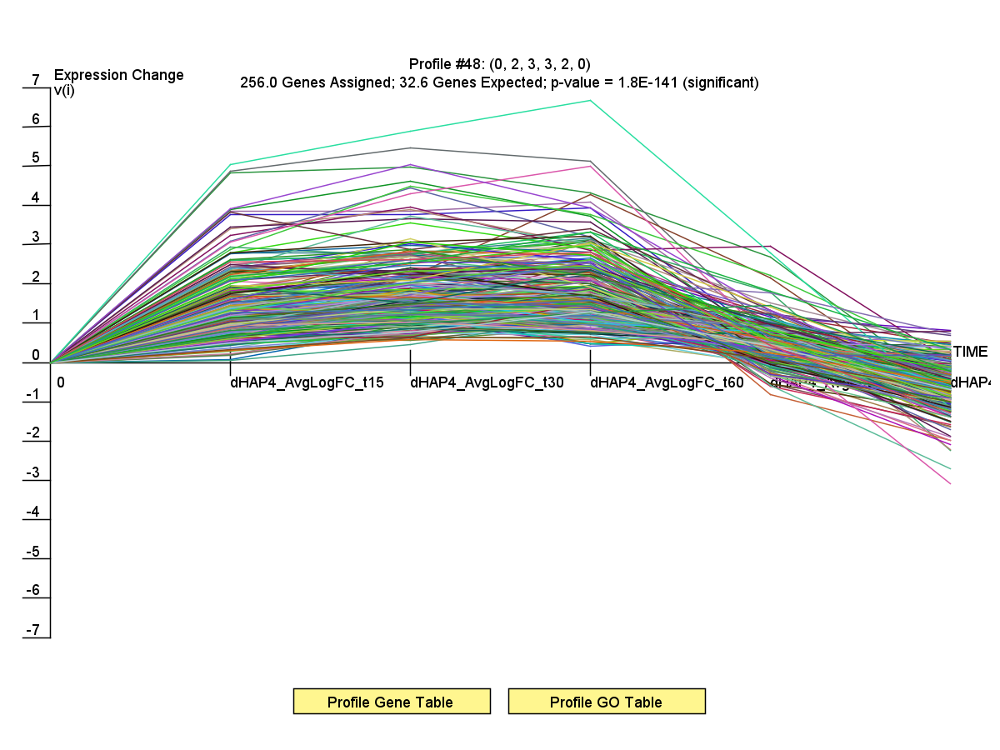 Profile #48: (0, 2, 3, 3, 2, 0)
256.0 Genes Assigned; 32.6 Genes Expected; p-value = 1.8E-141 (significant)
Expression Change
v(i)
7
6
5
4
3
2
1
0
-1
-2
-3
-4
-5
-6
-7
TIME
0
dHAP4_AvgLogFC_t15
dHAP4_AvgLogFC_t30
dHAP4_AvgLogFC_t60
dHAP4
Profile Gene Table
Profile GO Table